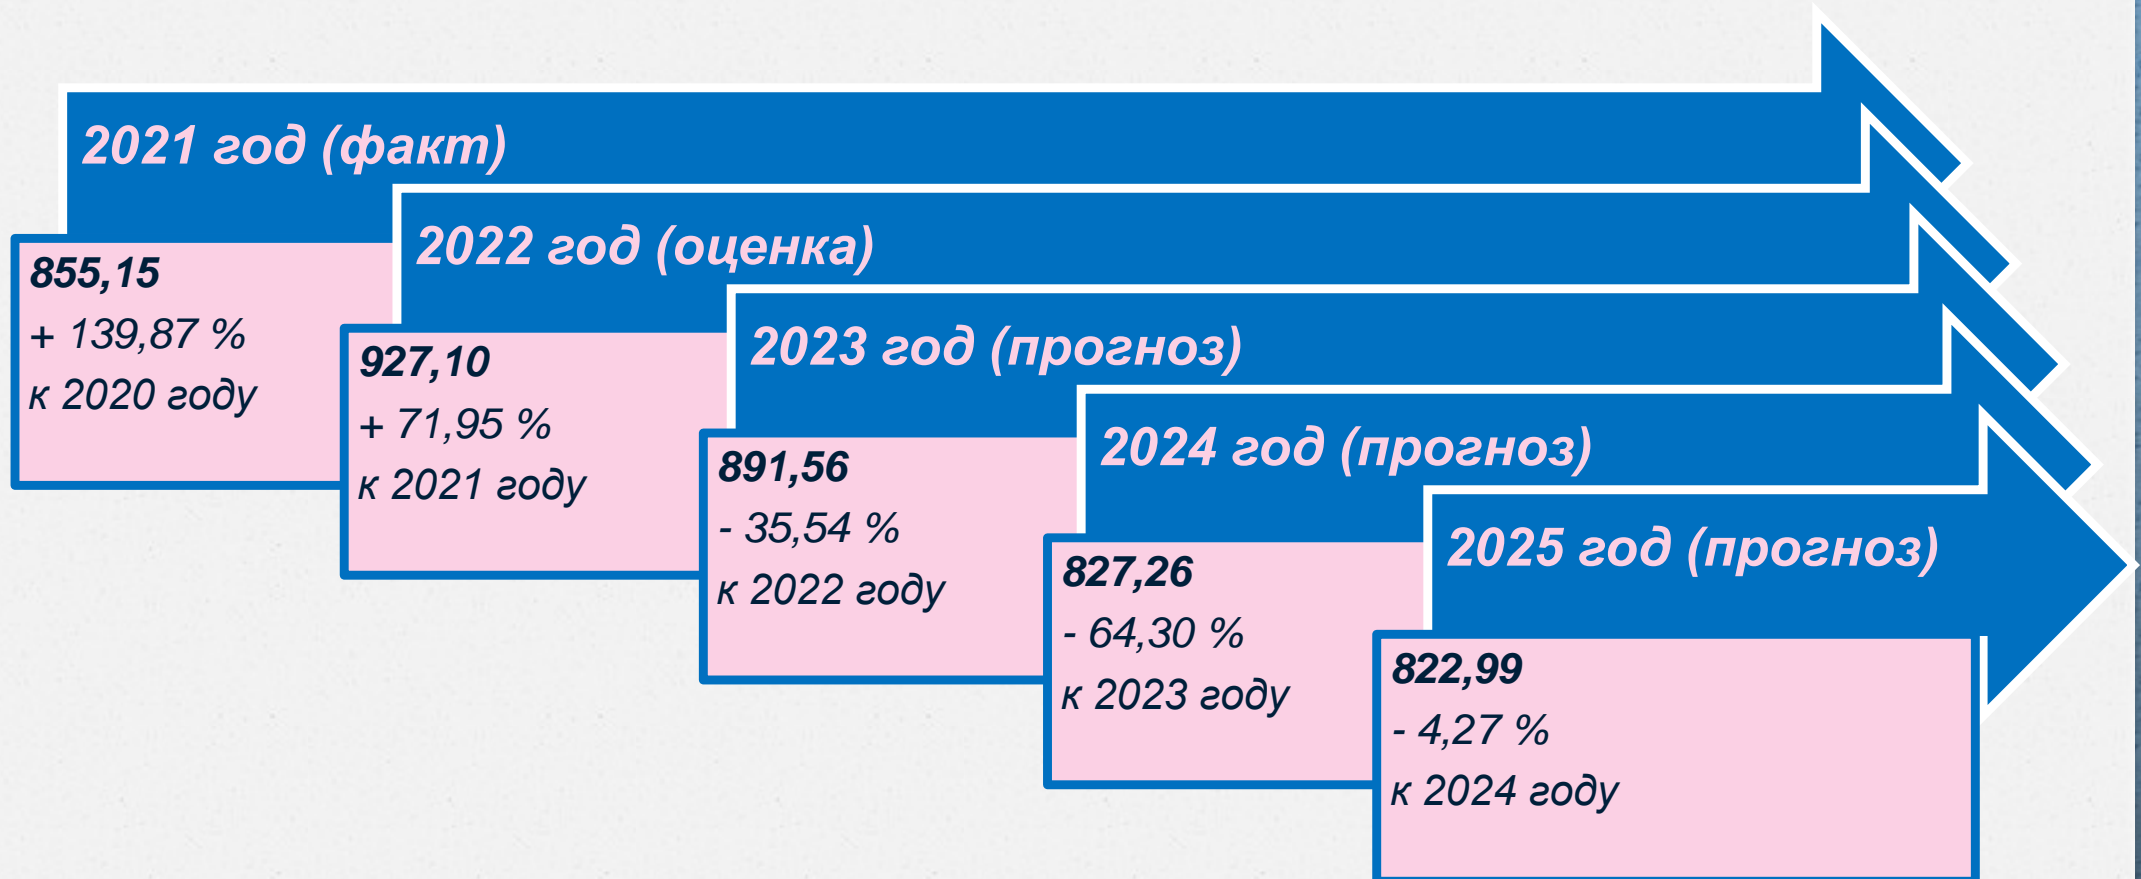 2021 год (факт)
855,15
+ 139,87 %
к 2020 году
2022 год (оценка)
927,10
+ 71,95 %
к 2021 году
2023 год (прогноз)
891,56
- 35,54 %
к 2022 году
2024 год (прогноз)
827,26
- 64,30 %
к 2023 году
2025 год (прогноз)
822,99
- 4,27 %
к 2024 году